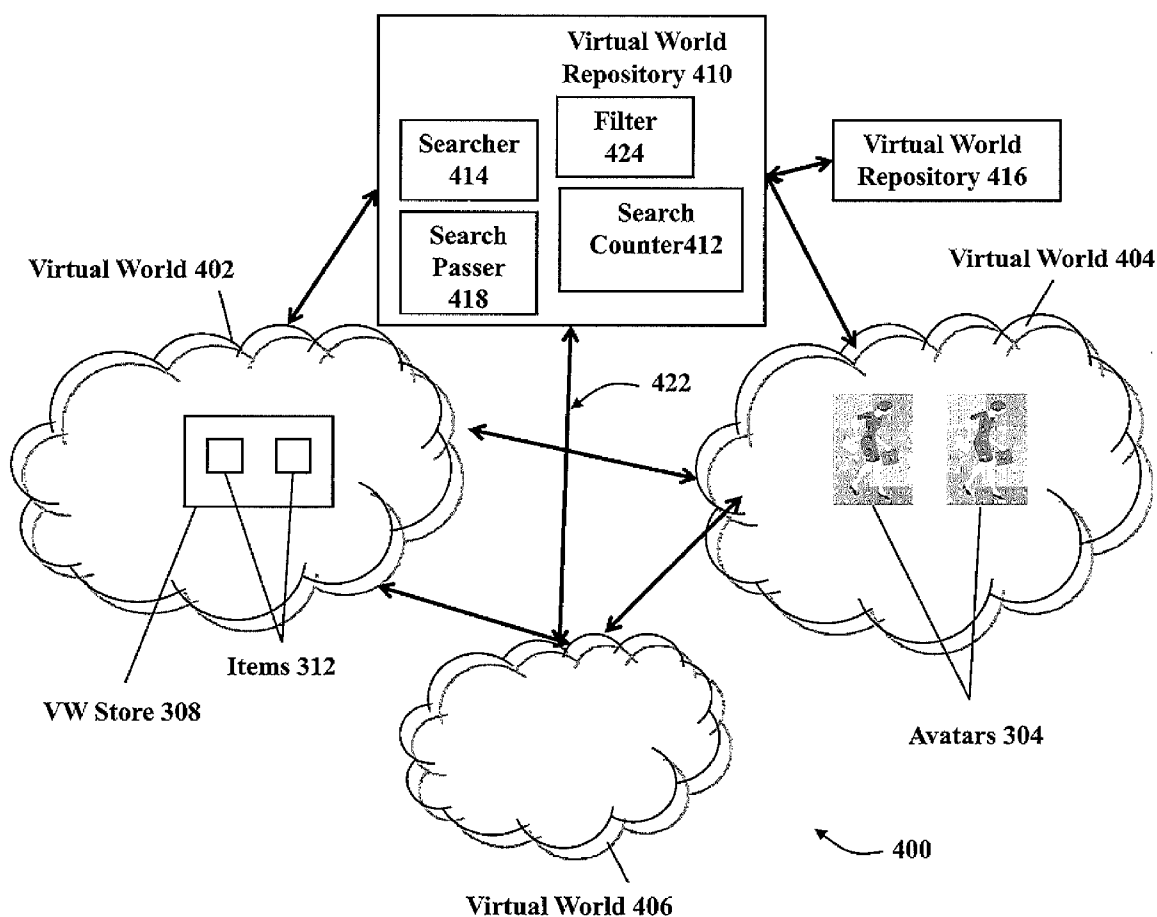 Virtual World
Repository 410
Filter
424
Searcher
414
Search
Counter412
Search
Passer
418
Virtual World
Repository 416
Virtual World 402
Virtual World 404
422
Items 312
VW Store 308
Avatars 304
400
Virtual World 406